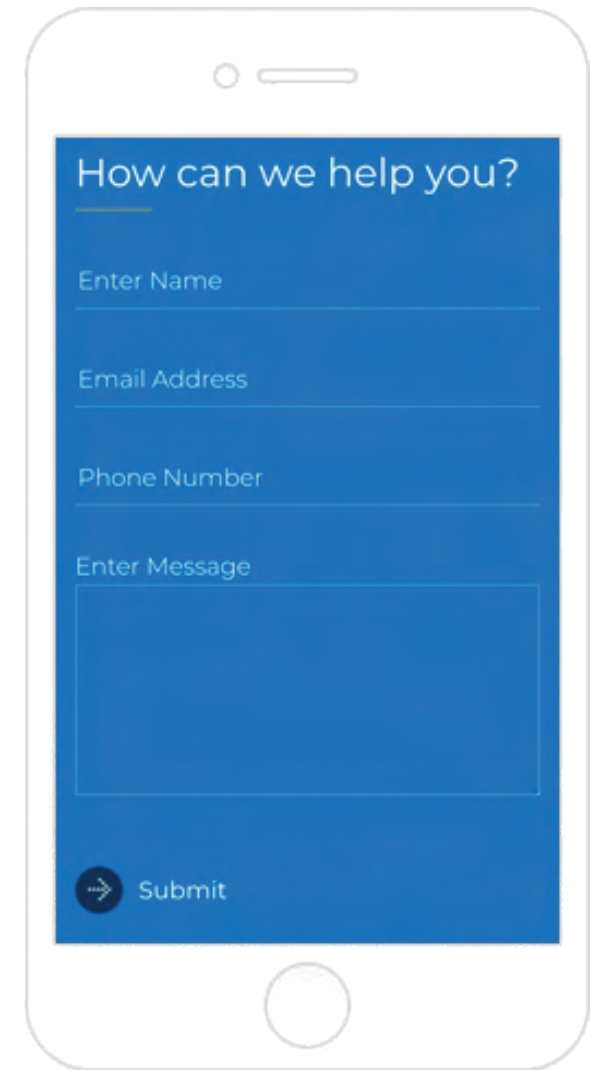 How can we help you?
Enter Name
Email Address
Phone Number
Enter Message
Submit